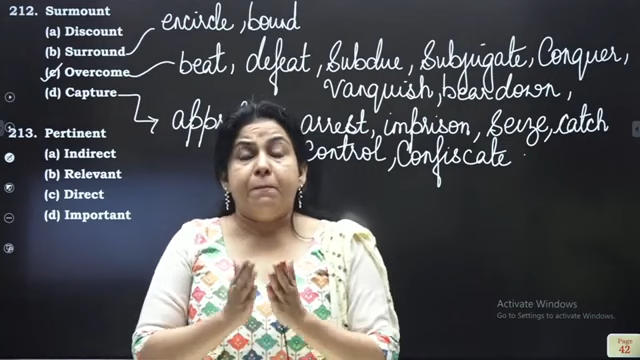 212. Surmount
(a) Discount
(b) Surround
(c) Overcome
(d) Capture
encircle, bound
beat, defeat, Subdue, Subjugate, Conquer,
Vanquish, bear down,
arrest, imprison, Seize, catch
Control, Confiscate
213. Pertinent
(a) Indirect
(b) Relevant
(c) Direct
(d) Important
Activate Windows
Go to Settings to activate Windows.
Page
42